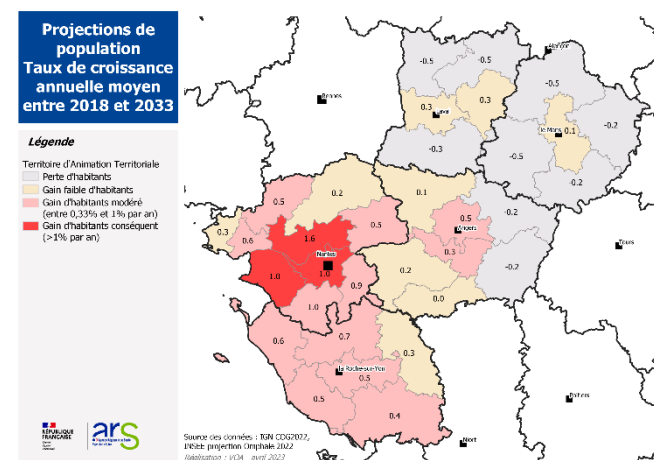 Projections de
population
Taux de croissance
annuelle moyen
entre 2018 et 2033
Légende
Territoire d'Animation Territoriale
Perte d'habitants
Gain faible d'habitants
Gain d'habitants modéré
(entre 0,33% et 1% par an)
Gain d'habitants conséquent
(>1% par an)
RÉPUBLIQUE
FRANÇAISE
ars
Alençon
-0.5
-0.5
-0.5
Rennes
0.3
0.3
Laval
0.1
-0.2
le Mans
-0.3
-0.5
-0.2
0.2
0.1
0.5
-0.2
0.3
0.6
0.5
0.5
Angers
1.6
0.3
Tours
Nantes
1.0
1.0
0.2
-0.2
0.9
0.0
1.0
0.6
0.7
0.3
la Roche-sur-Yon
0.5
0.5
Poitiers
0.4
Niort
Source des données : IGN COG2022,
INSEE projection Omphale 2022
Réalisation : VOA avril 2023